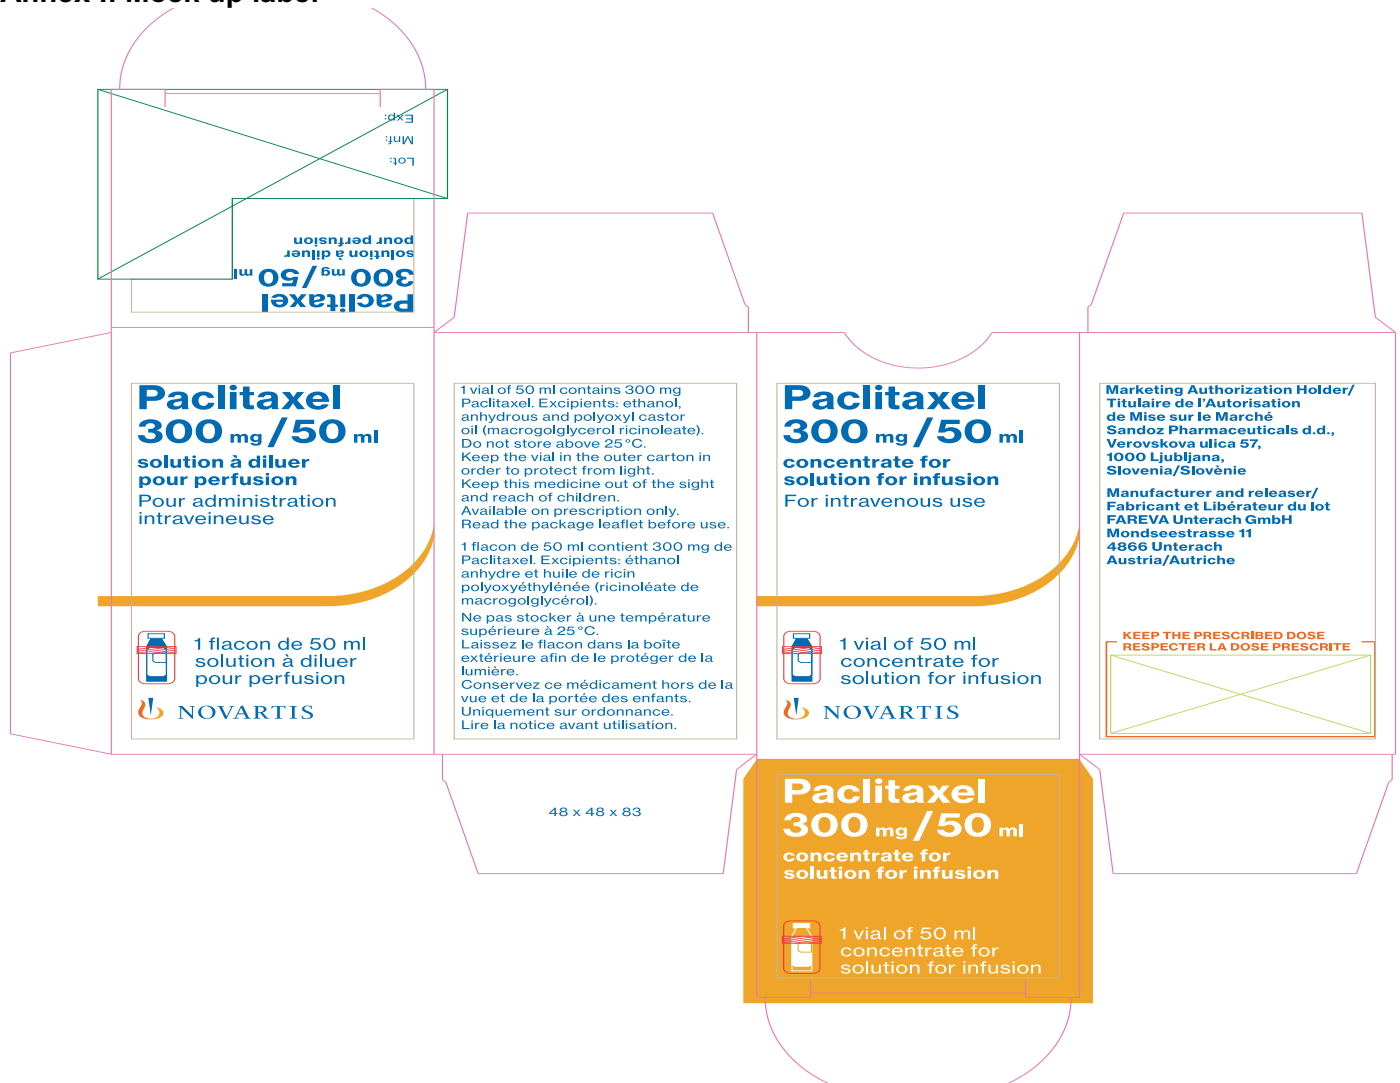 Exp:
Mnf:
Lot:
Paclitaxel
300 mg/50 ml
solution à diluer
pour perfusion
Paclitaxel
300 mg/50 ml
solution à diluer
pour perfusion
Pour administration
intraveineuse
1 flacon de 50 ml
solution à diluer
pour perfusion
NOVARTIS
1 vial of 50 ml contains 300 mg
Paclitaxel. Excipients: ethanol,
anhydrous and polyoxyl castor
oil (macrogolglycerol ricinoleate).
Do not store above 25°C.
Keep the vial in the outer carton in
order to protect from light.
Keep this medicine out of the sight
and reach of children.
Available on prescription only.
Read the package leaflet before use.
1 flacon de 50 ml contient 300 mg de
Paclitaxel. Excipients: éthanol
anhydre et huile de ricin
polyoxyéthylénée (ricinoléate de
macrogolglycérol).
Ne pas stocker à une température
supérieure à 25°C.
Laissez le flacon dans la boîte
extérieure afin de le protéger de la
lumière.
Conservez ce médicament hors de la
vue et de la portée des enfants.
Uniquement sur ordonnance.
Lire la notice avant utilisation.
48 x 48 x 83
Paclitaxel
300 mg/50 ml
concentrate for
solution for infusion
For intravenous use
1 vial of 50 ml
concentrate for
solution for infusion
NOVARTIS
Paclitaxel
300 mg/50 ml
concentrate for
solution for infusion
1 vial of 50 ml
concentrate for
solution for infusion
Marketing Authorization Holder/
Titulaire de l'Autorisation
de Mise sur le Marché
Sandoz Pharmaceuticals d.d.,
Verovskova ulica 57,
1000 Ljubljana,
Slovenia/Slovènie
Manufacturer and releaser/
Fabricant et Libérateur du lot
FAREVA Unterach GmbH
Mondseestrasse 11
4866 Unterach
Austria/Autriche
KEEP THE PRESCRIBED DOSE
RESPECTER LA DOSE PRESCRITE